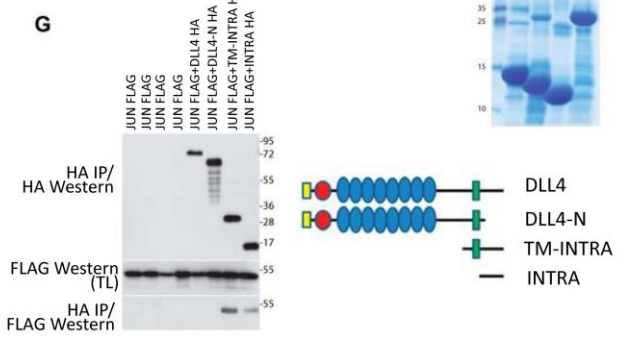 G
35
25
15
10
JUN FLAG
JUN FLAG
JUN FLAG
JUN FLAG
JUN FLAG+DLL4 HA
JUN FLAG+DLL4-N HA
JUN FLAG+TM-INTRA H
JUN FLAG+INTRA HA
HA IP/
HA Western
-95
-72
-55
-36
-28
-17
FLAG Western
(TL)
-55
HA IP/
FLAG Western
-55
DLL4
DLL4-N
TM-INTRA
INTRA